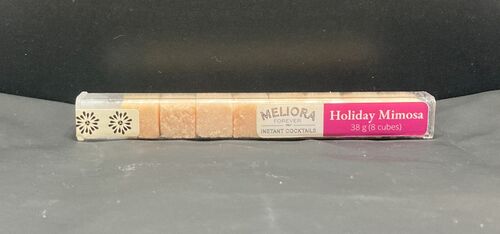 MELIORA
FOREVER
INSTANT COCKTAILS
Holiday Mimosa
38 g (8 cubes)